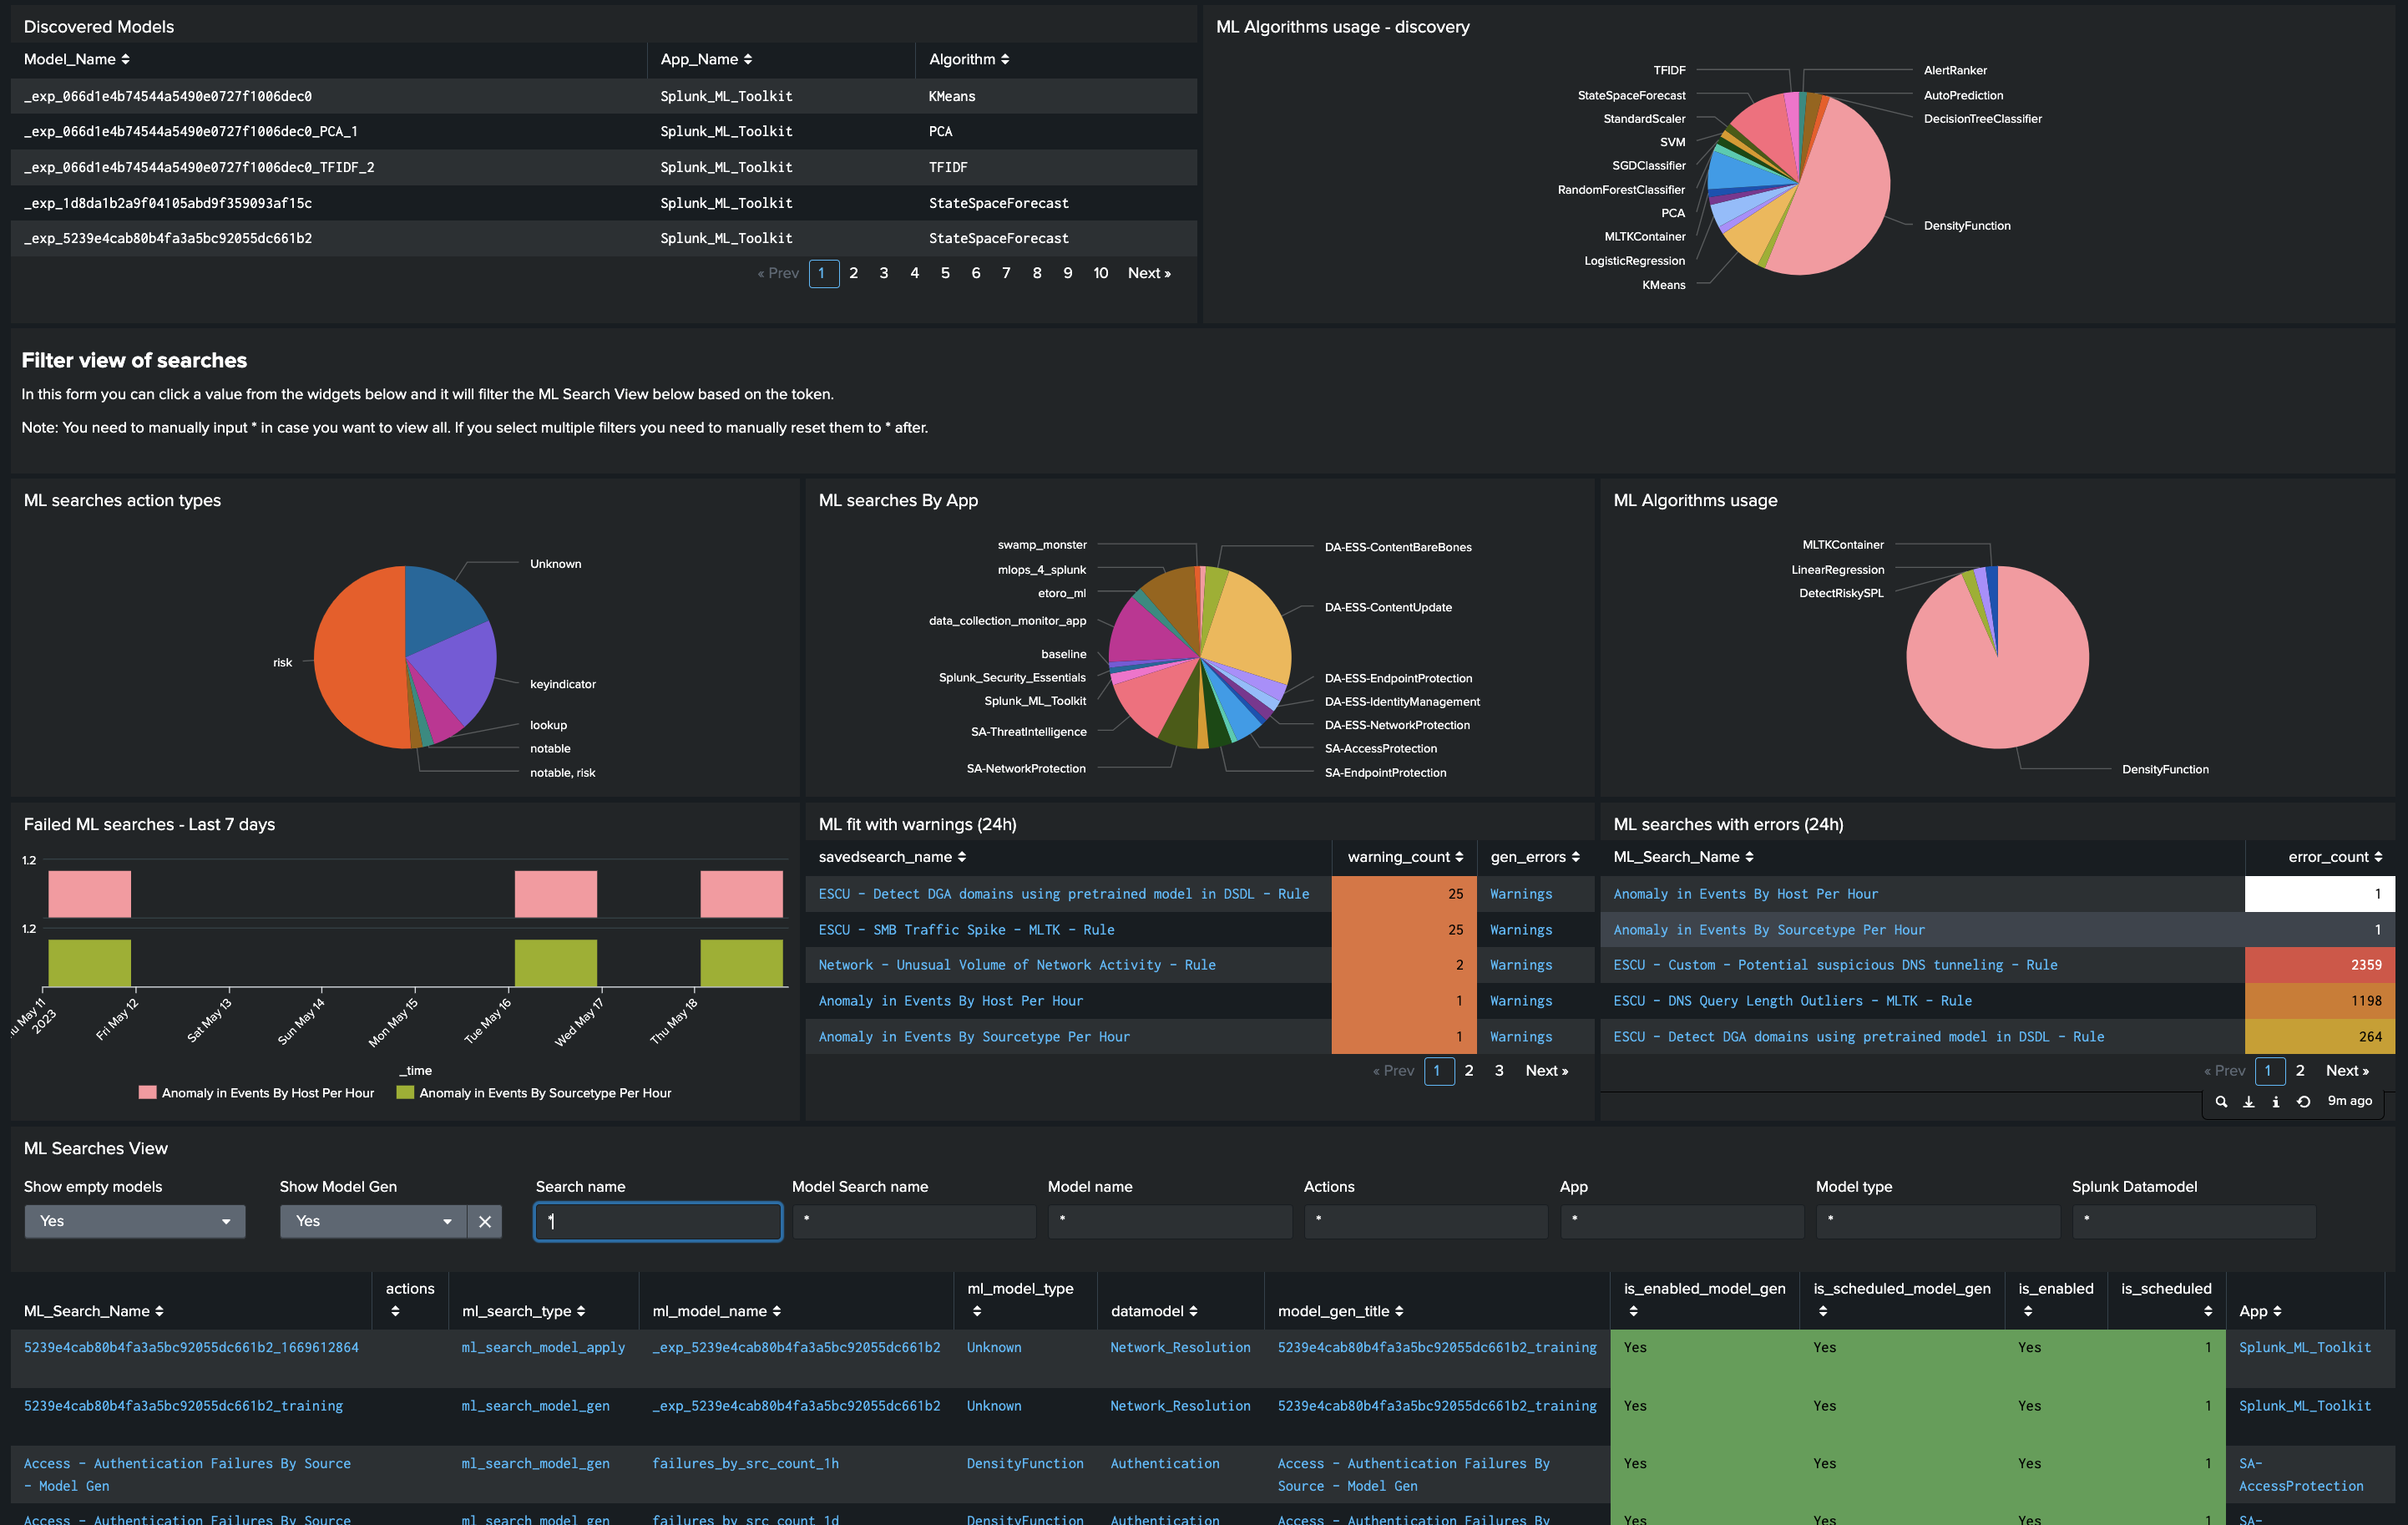 Discovered Models
Model_Name
App_Name
Algorithm
_exp_066d1e4b74544a5490e0727f1006dec0 Splunk_ML_Toolkit KMeans
_exp_066d1e4b74544a5490e0727f1006dec0_PCA_1 Splunk_ML_Toolkit PCA
_exp_066d1e4b74544a5490e0727f1006dec0_TFIDF_2 Splunk_ML_Toolkit TFIDF
_exp_1d8da1b2a9f04105abd9f359093af15c Splunk_ML_Toolkit StateSpaceForecast
_exp_5239e4cab80b4fa3a5bc92055dc661b2 Splunk_ML_Toolkit StateSpaceForecast
« Prev 1 2 3 4 5 6 7 8 9 10 Next »
ML Algorithms usage - discovery
TFIDF
StateSpaceForecast
StandardScaler
SVM
SGDClassifier
RandomForestClassifier
PCA
MLTKContainer
LogisticRegression
KMeans
AlertRanker
AutoPrediction
DecisionTreeClassifier
DensityFunction
Filter view of searches
In this form you can click a value from the widgets below and it will filter the ML Search View below based on the token.
Note: You need to manually input * in case you want to view all. If you select multiple filters you need to manually reset them to * after.
ML searches action types
Unknown
risk
keyindicator
lookup
notable
notable, risk
ML searches By App
swamp_monster
mlops_4_splunk
etoro_ml
data_collection_monitor_app
baseline
Splunk_Security_Essentials
Splunk_ML_Toolkit
SA-ThreatIntelligence
SA-NetworkProtection
DA-ESS-ContentBareBones
DA-ESS-ContentUpdate
DA-ESS-EndpointProtection
DA-ESS-IdentityManagement
DA-ESS-NetworkProtection
SA-AccessProtection
SA-EndpointProtection
ML Algorithms usage
MLTKContainer
LinearRegression
DetectRiskySPL
DensityFunction
Failed ML searches - Last 7 days
1.2
1.2
u May 11
2023
Fri May 12
Sat May 13
Sun May 14
Mon May 15
Tue May 16
Wed May 17
Thu May 18
_time
Anomaly in Events By Host Per Hour
Anomaly in Events By Sourcetype Per Hour
ML fit with warnings (24h)
savedsearch_name warning_count gen_errors
ESCU - Detect DGA domains using pretrained model in DSDL - Rule 25 Warnings
ESCU - SMB Traffic Spike - MLTK - Rule 25 Warnings
Network - Unusual Volume of Network Activity - Rule 2 Warnings
Anomaly in Events By Host Per Hour 1 Warnings
Anomaly in Events By Sourcetype Per Hour 1 Warnings
« Prev 1 2 3 Next »
ML searches with errors (24h)
ML_Search_Name error_count
Anomaly in Events By Host Per Hour 1
Anomaly in Events By Sourcetype Per Hour 1
ESCU - Custom - Potential suspicious DNS tunneling - Rule 2359
ESCU - DNS Query Length Outliers - MLTK - Rule 1198
ESCU - Detect DGA domains using pretrained model in DSDL - Rule 264
« Prev 1 2 Next »
9m ago
ML Searches View
Show empty models Show Model Gen Search name Model Search name Model name Actions App Model type Splunk Datamodel
Yes Yes * * * * * * *
ML_Search_Name actions ml_search_type ml_model_name ml_model_type datamodel model_gen_title is_enabled_model_gen is_scheduled_model_gen is_enabled is_scheduled App
5239e4cab80b4fa3a5bc92055dc661b2_1669612864 ml_search_model_apply _exp_5239e4cab80b4fa3a5bc92055dc661b2 Unknown Network_Resolution 5239e4cab80b4fa3a5bc92055dc661b2_training Yes Yes Yes 1 Splunk_ML_Toolkit
5239e4cab80b4fa3a5bc92055dc661b2_training ml_search_model_gen _exp_5239e4cab80b4fa3a5bc92055dc661b2 Unknown Network_Resolution 5239e4cab80b4fa3a5bc92055dc661b2_training Yes Yes Yes 1 Splunk_ML_Toolkit
Access - Authentication Failures By Source ml_search_model_gen failures_by_src_count_1h DensityFunction Authentication Access - Authentication Failures By Yes Yes Yes 1 SA-
- Model Gen Source - Model Gen AccessProtection
Access - Authentication Failures By Source ml_search_model_gen failures_by_src_count_1d DensityFunction Authentication Access - Authentication Failures By Yes Yes Yes 1 SA-